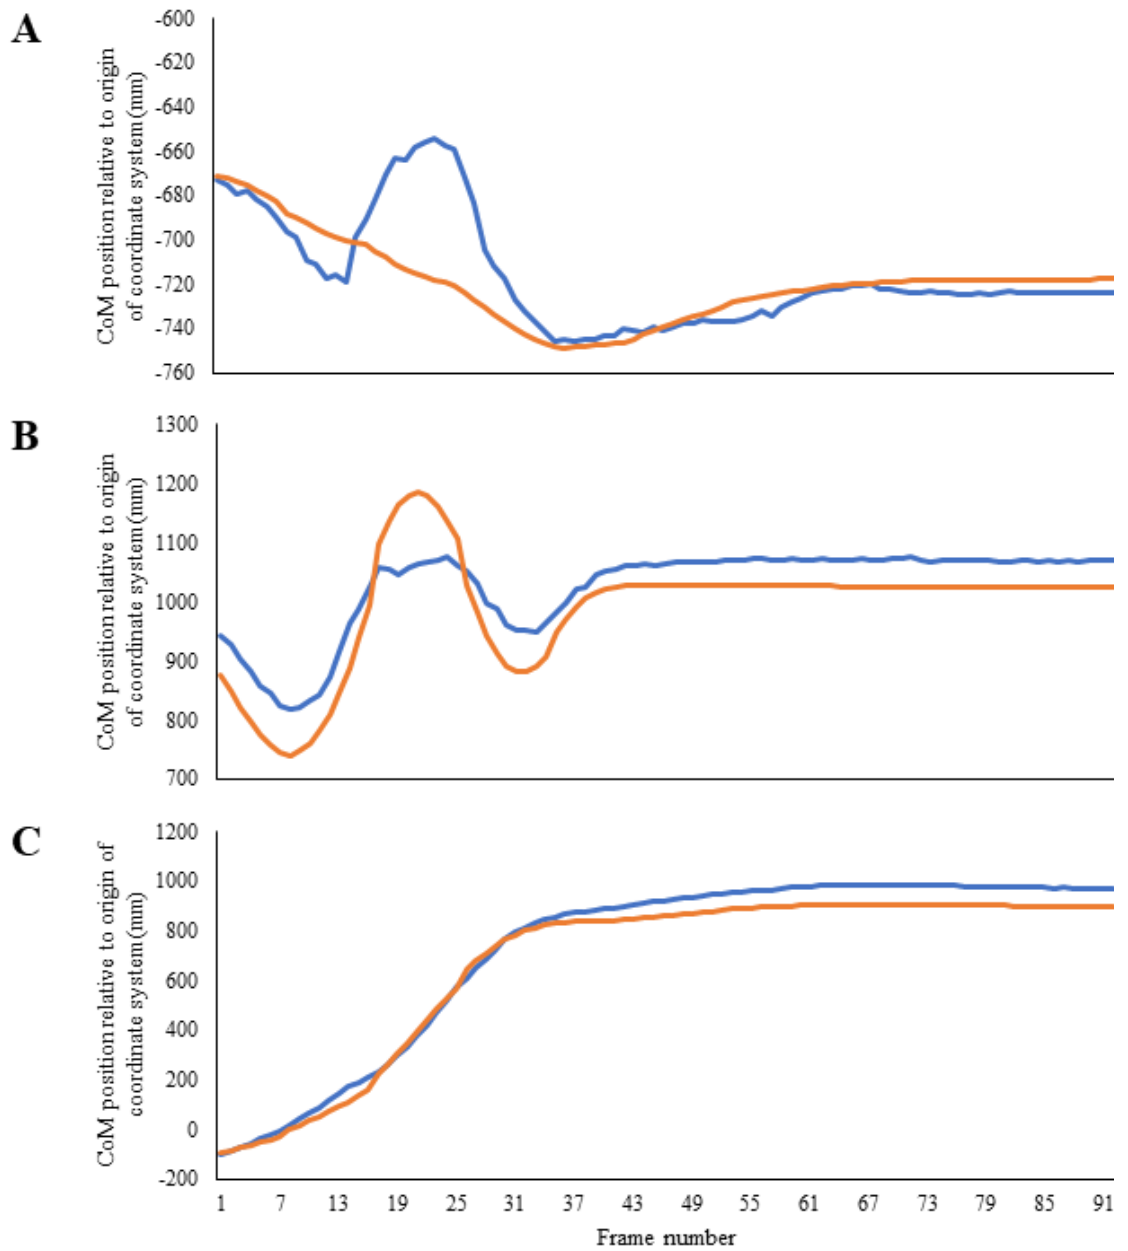 A
CoM position relative to origin
of coordinate system (mm)
-600
-620
-640
-660
-680
-700
-720
-740
-760
B
CoM position relative to origin
of coordinate system (mm)
1300
1200
1100
1000
900
800
700
C
CoM position relative to origin of
coordinate system (mm)
1200
1000
800
600
400
200
0
-200
1 7 13 19 25 31 37 43 49 55 61 67 73 79 85 91
Frame number